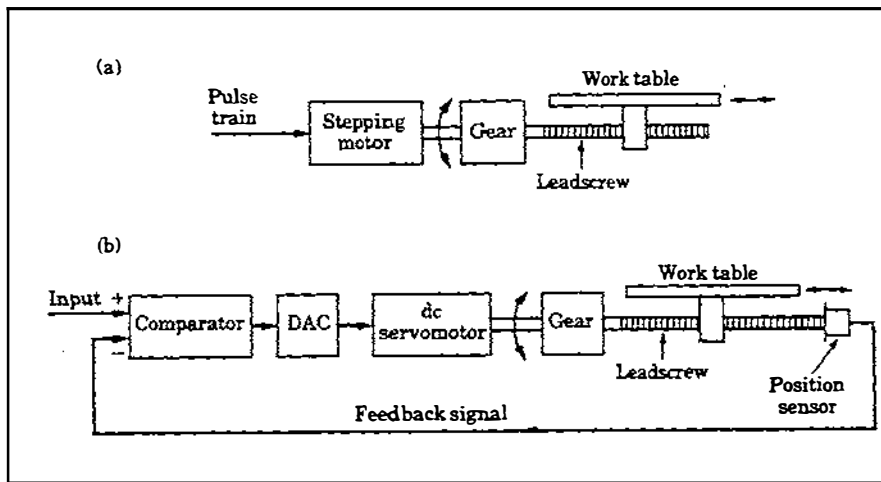 (a)
Work table
Pulse
train
Stepping
motor
Gear
Leadscrew
(b)
Work table
Input +
Comparator
DAC
dc
servomotor
Gear
−
Leadscrew
Position
sensor
Feedback signal